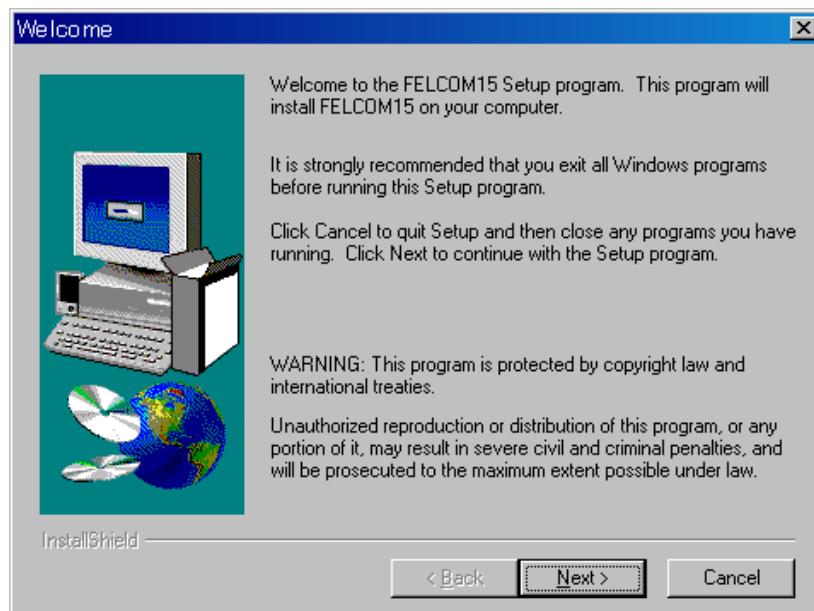 Welcome
Welcome to the FELCOM15 Setup program. This program will
install FELCOM15 on your computer.
It is strongly recommended that you exit all Windows programs
before running this Setup program.
Click Cancel to quit Setup and then close any programs you have
running. Click Next to continue with the Setup program.
WARNING: This program is protected by copyright law and
international treaties.
Unauthorized reproduction or distribution of this program, or any
portion of it, may result in severe civil and criminal penalties, and
will be prosecuted to the maximum extent possible under law.
InstallShield
< Back
Next >
Cancel